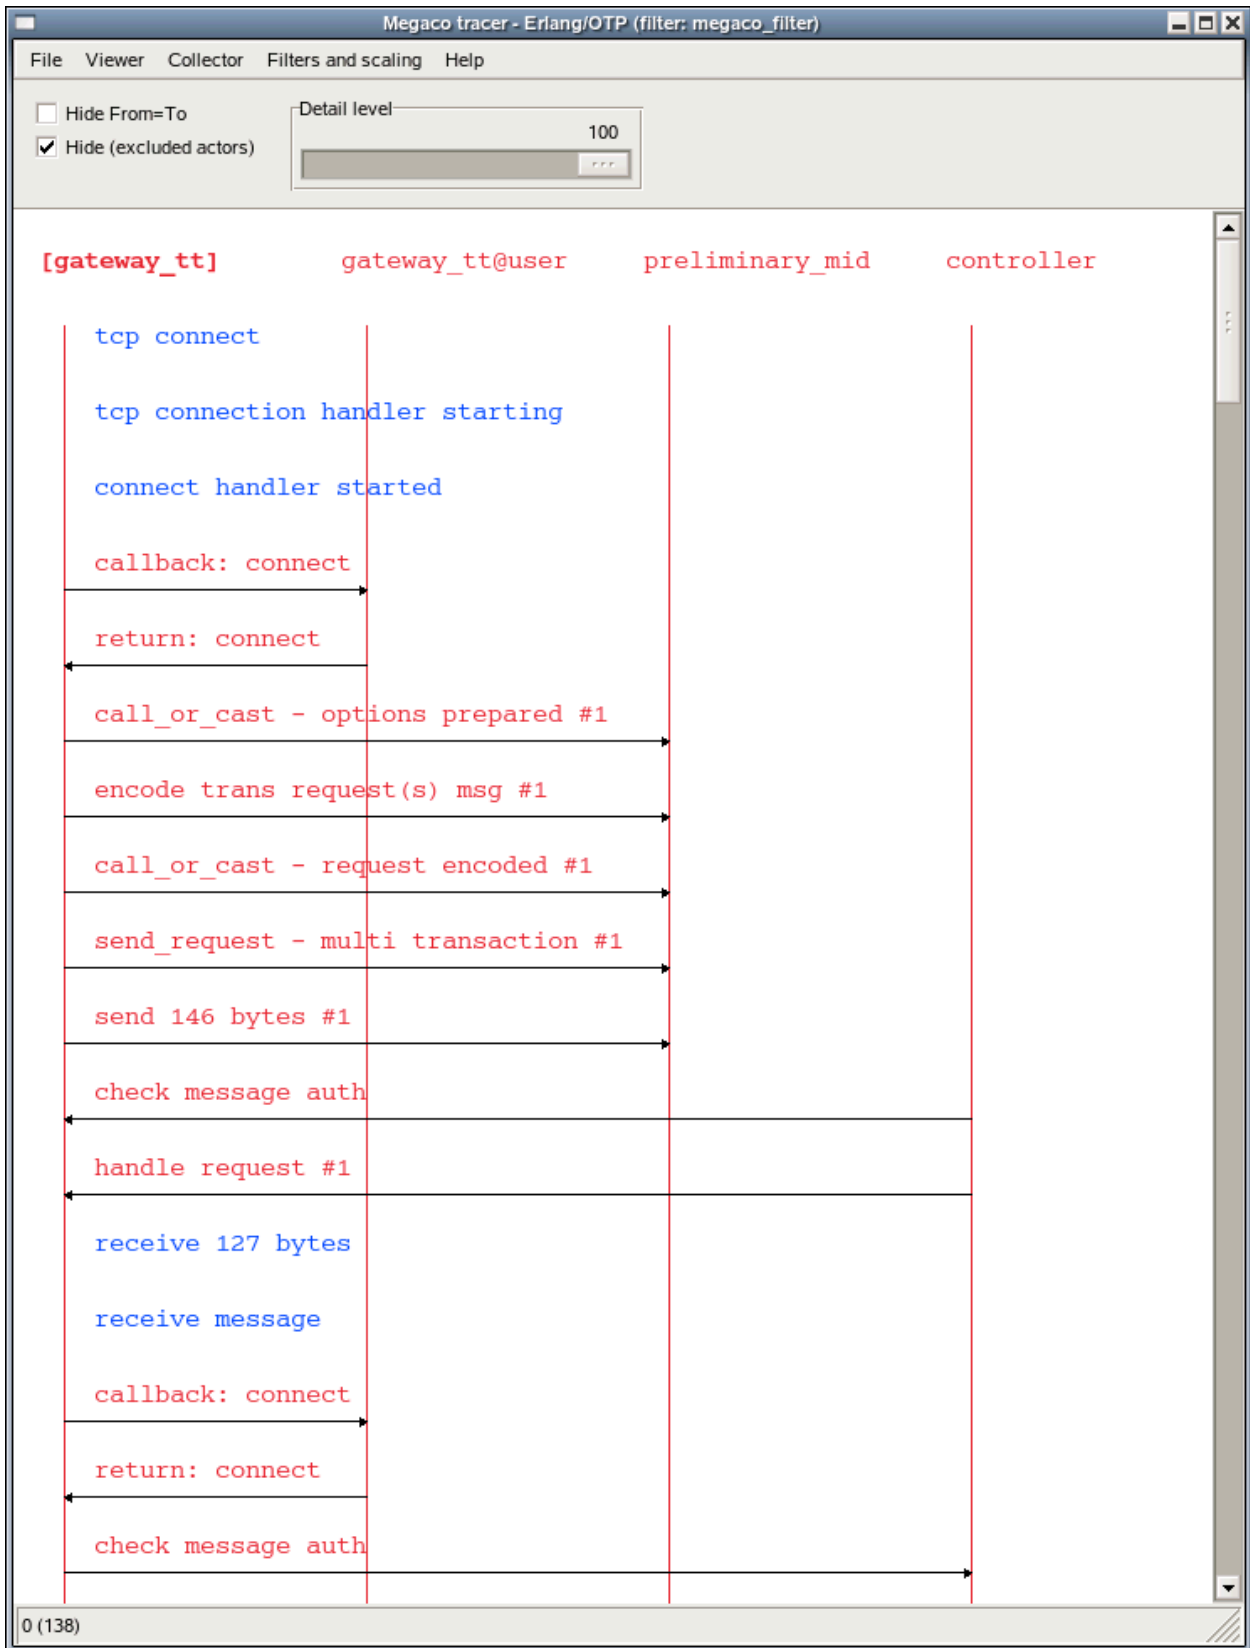 Megaco tracer - Erlang/OTP (filter: megaco_filter)
File Viewer Collector Filters and scaling Help
Hide From=To
Hide (excluded actors)
Detail level
100
[gateway_tt] gateway_tt@user preliminary_mid controller
tcp connect
tcp connection handler starting
connect handler started
callback: connect
return: connect
call_or_cast - options prepared #1
encode trans request(s) msg #1
call_or_cast - request encoded #1
send_request - multi transaction #1
send 146 bytes #1
check message auth
handle request #1
receive 127 bytes
receive message
callback: connect
return: connect
check message auth
0 (138)